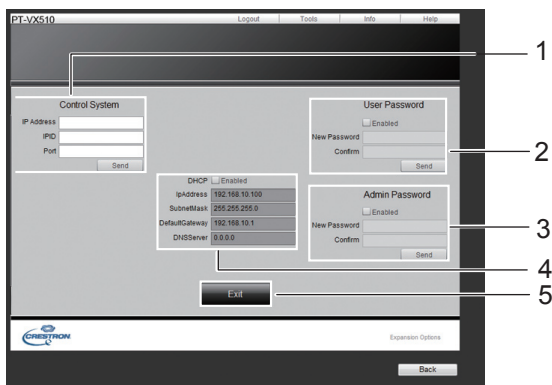 PT-VX510
Logout Tools Info Help
1
Control System
IP Address
IPID
Port
Send
User Password
Enabled
New Password
Confirm
Send
2
DHCP Enabled
IpAddress 192.168.10.100
SubnetMask 255.255.255.0
DefaultGateway 192.168.10.1
DNSServer 0.0.0.0
Admin Password
Enabled
New Password
Confirm
Send
3
4
Exit
5
CRESTRON
Expansion Options
Back